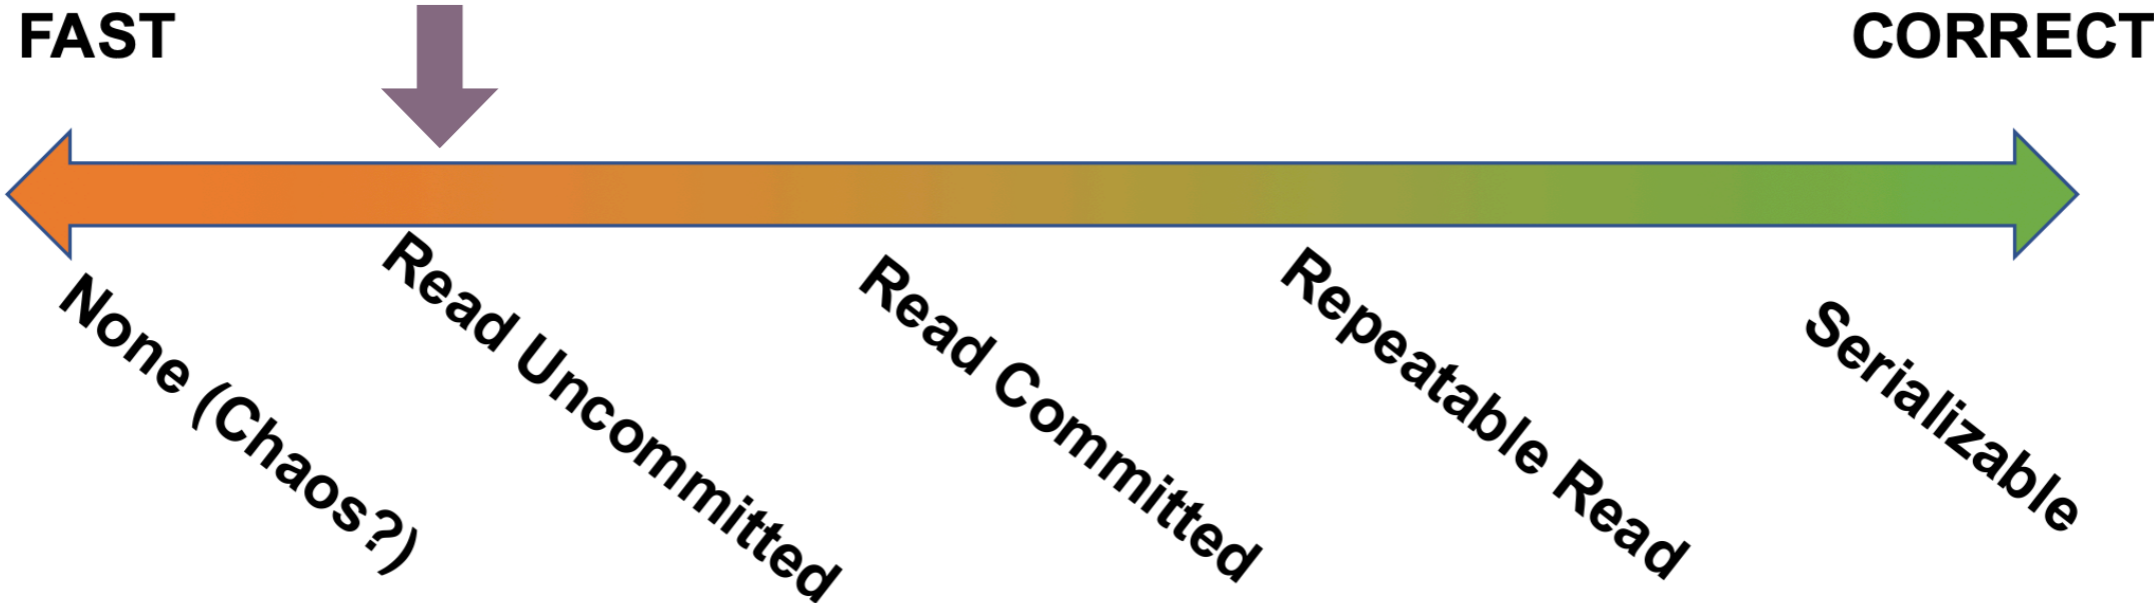 FAST
CORRECT
None (Chaos?)
Read Uncommitted
Read Committed
Repeatable Read
Serializable